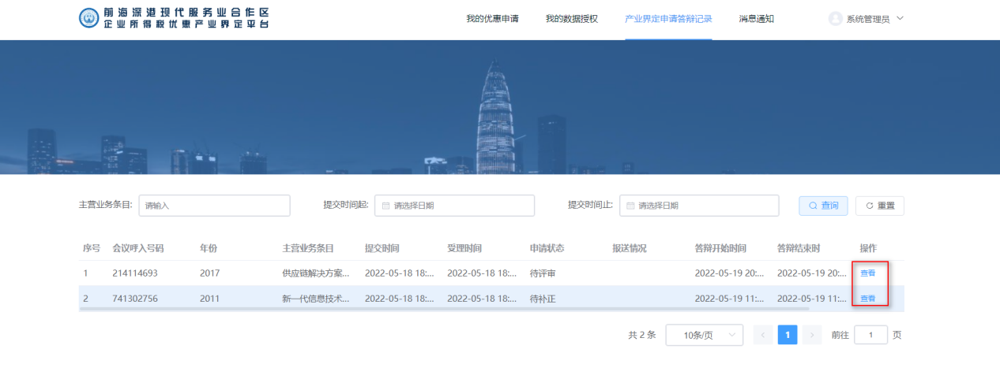 前海深港现代服务业合作区
企业所得税优惠产业界定平台
我的优惠申请 我的数据授权 产业界定申请答辩记录 消息通知 系统管理员
主营业务条目: 请输入 提交时间起: 请选择日期 提交时间止: 请选择日期 查询 重置
序号 会议呼入号码 年份 主营业务条目 提交时间 受理时间 申请状态 报送情况 答辩开始时间 答辩结束时 操作
1 214114693 2017 供应链解决方案... 2022-05-18 18:... 2022-05-18 18:... 待评审 2022-05-19 20:... 2022-05-19 20:... 查看
2 741302756 2011 新一代信息技术... 2022-05-18 18:... 2022-05-18 18:... 待补正 2022-05-19 11:... 2022-05-19 11:... 查看
共 2 条 10条/页 1 前往 1 页